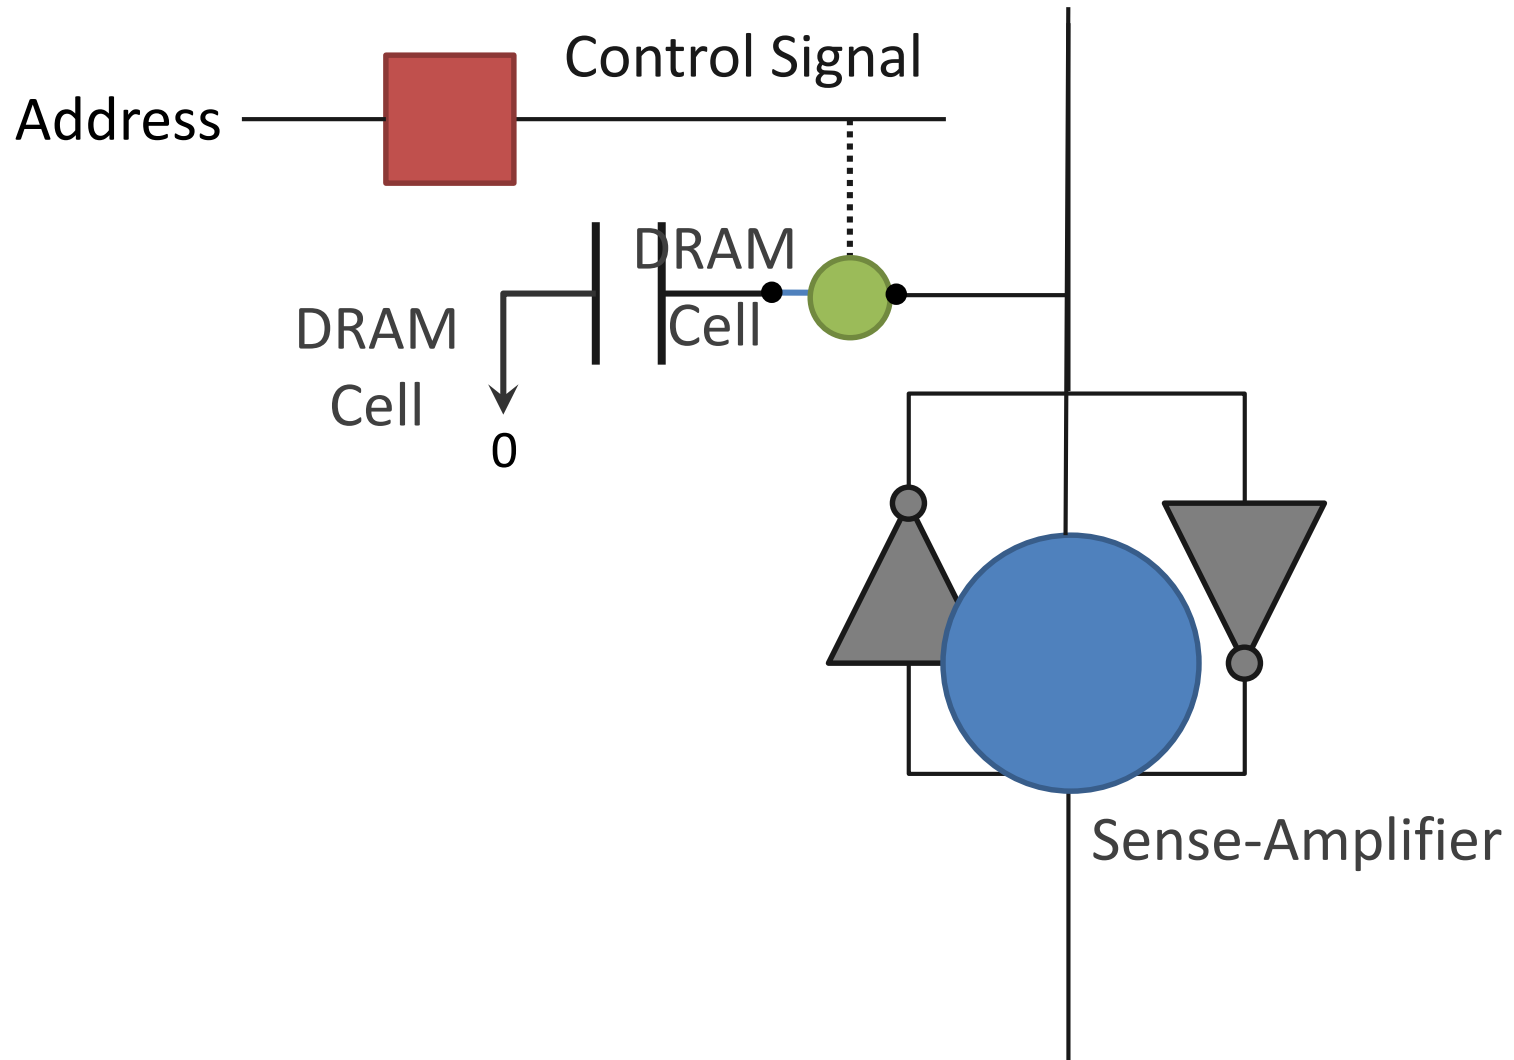 Control Signal
Address
DRAM
Cell
DRAM
Cell
0
Sense-Amplifier